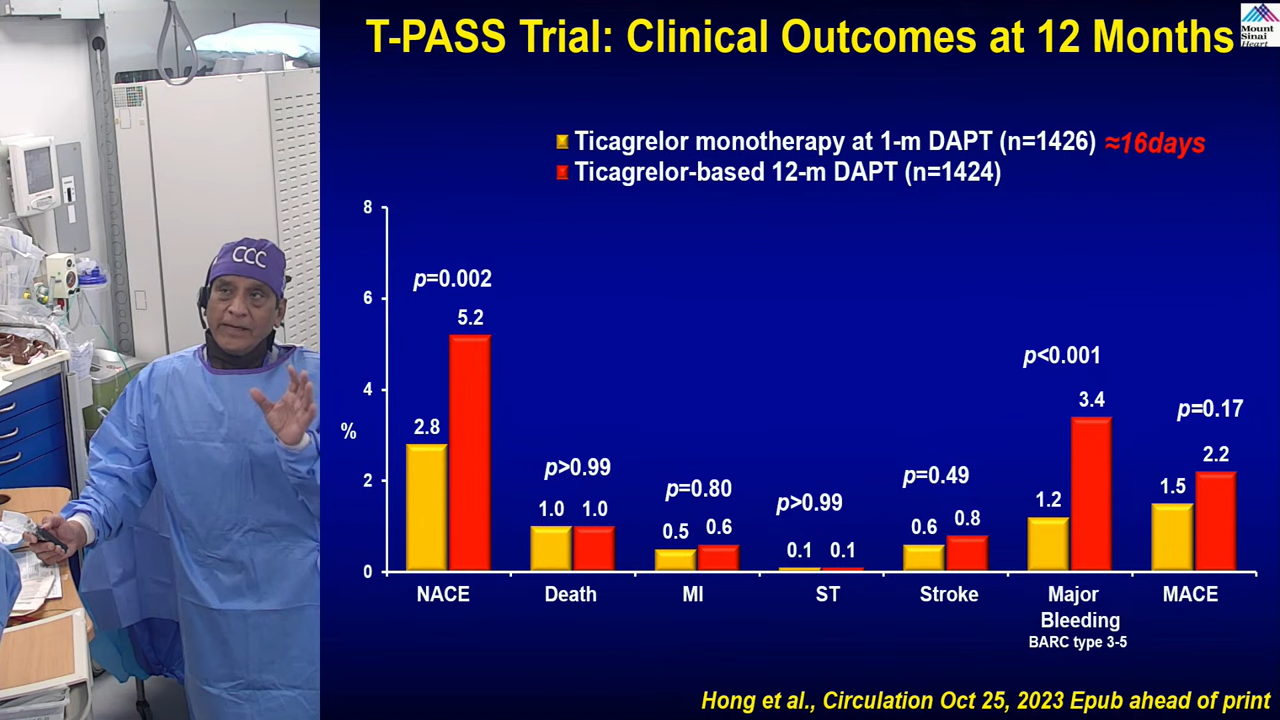 T-PASS Trial: Clinical Outcomes at 12 Months
Mount
Sinai
Heart
Ticagrelor monotherapy at 1-m DAPT (n=1426) ≈16days
Ticagrelor-based 12-m DAPT (n=1424)
CCC
%
8
6
4
2
0
p=0.002
2.8
5.2
p>0.99
1.0
1.0
p=0.80
0.5
0.6
p>0.99
0.1
0.1
p=0.49
0.6
0.8
p<0.001
1.2
3.4
p=0.17
1.5
2.2
NACE
Death
MI
ST
Stroke
Major
Bleeding
BARC type 3-5
MACE
Hong et al., Circulation Oct 25, 2023 Epub ahead of print